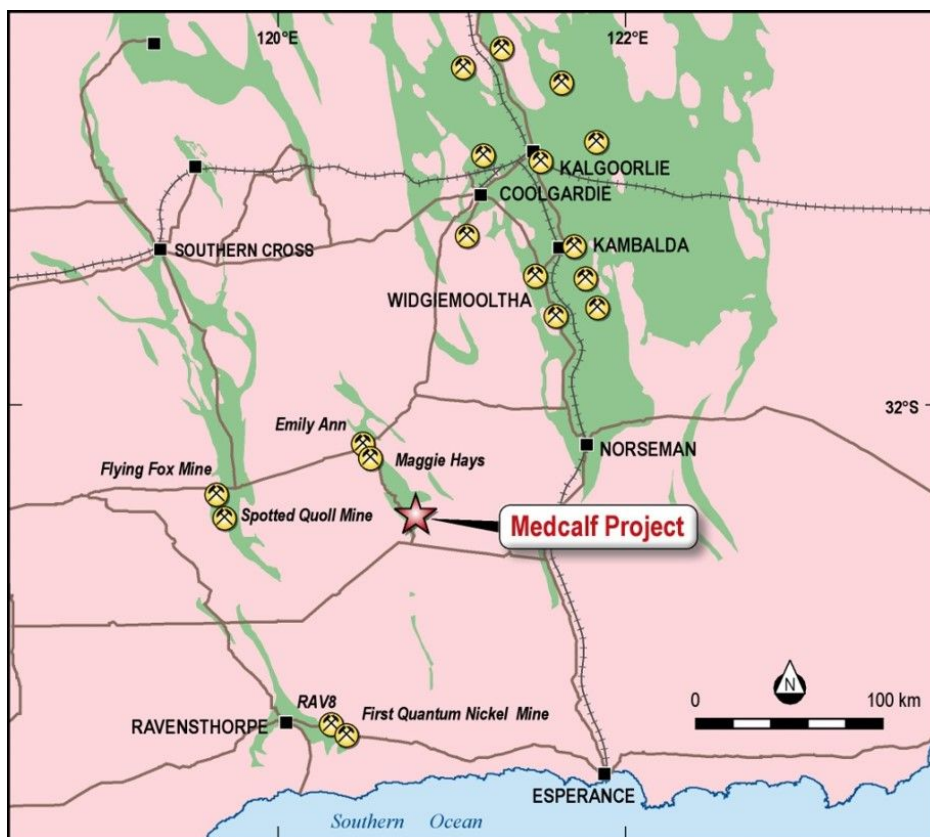 120°E
122°E
KALGOORLIE
COOLGARDIE
SOUTHERN CROSS
KAMBALDA
WIDGIEMOOLTHA
32°S
Emily Ann
NORSEMAN
Maggie Hays
Flying Fox Mine
Spotted Quoll Mine
Medcalf Project
N
0
100 km
RAV8
RAVENSTHORPE
First Quantum Nickel Mine
ESPERANCE
Southern Ocean